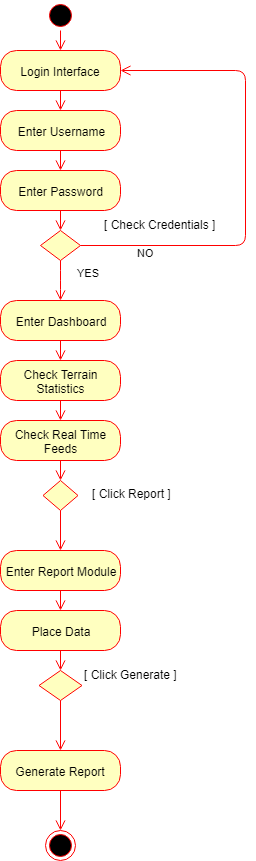 Login Interface
Enter Username
Enter Password
[ Check Credentials ]
NO
YES
Enter Dashboard
Check Terrain
Statistics
Check Real Time
Feeds
[ Click Report ]
Enter Report Module
Place Data
[ Click Generate ]
Generate Report